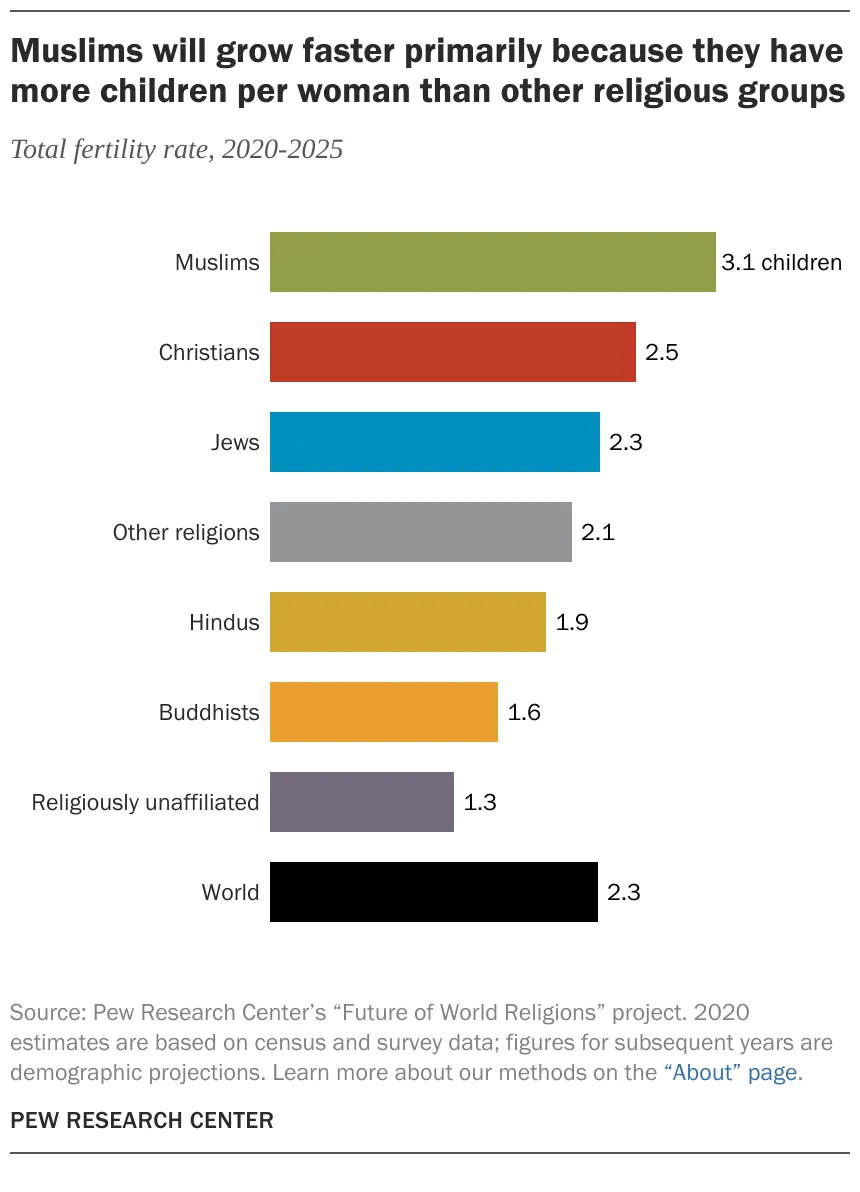 Muslims will grow faster primarily because they have
more children per woman than other religious groups
Total fertility rate, 2020-2025
Muslims 3.1 children
Christians 2.5
Jews 2.3
Other religions 2.1
Hindus 1.9
Buddhists 1.6
Religiously unaffiliated 1.3
World 2.3
Source: Pew Research Center’s “Future of World Religions” project. 2020
estimates are based on census and survey data; figures for subsequent years are
demographic projections. Learn more about our methods on the “About” page.
PEW RESEARCH CENTER